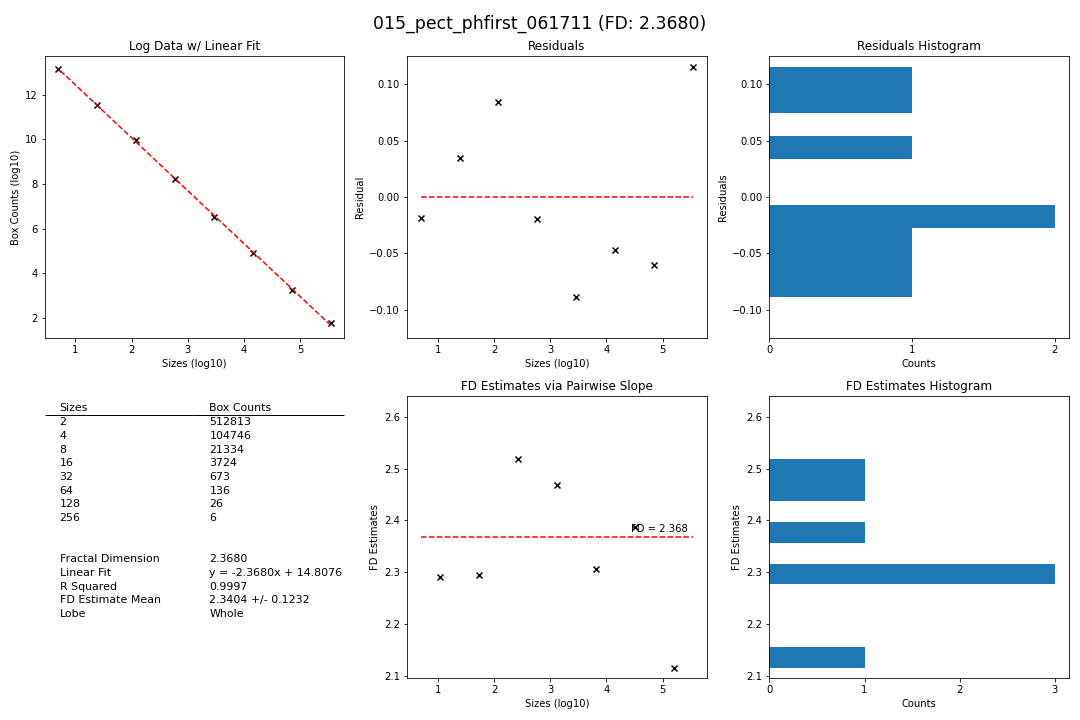 015_pect_phfirst_061711 (FD: 2.3680)
Log Data w/ Linear Fit
Box Counts (log10)
12
10
8
6
4
2
1 2 3 4 5
Sizes (log10)
Residuals
Residual
0.10
0.05
0.00
−0.05
−0.10
1 2 3 4 5
Sizes (log10)
Residuals Histogram
Residuals
0.10
0.05
0.00
−0.05
−0.10
0 1 2
Counts
Sizes Box Counts
2 512813
4 104746
8 21334
16 3724
32 673
64 136
128 26
256 6
Fractal Dimension 2.3680
Linear Fit y = -2.3680x + 14.8076
R Squared 0.9997
FD Estimate Mean 2.3404 +/- 0.1232
Lobe Whole
FD Estimates via Pairwise Slope
FD Estimates
2.6
2.5
2.4
2.3
2.2
2.1
FD = 2.368
1 2 3 4 5
Sizes (log10)
FD Estimates Histogram
FD Estimates
2.6
2.5
2.4
2.3
2.2
2.1
0 1 2 3
Counts